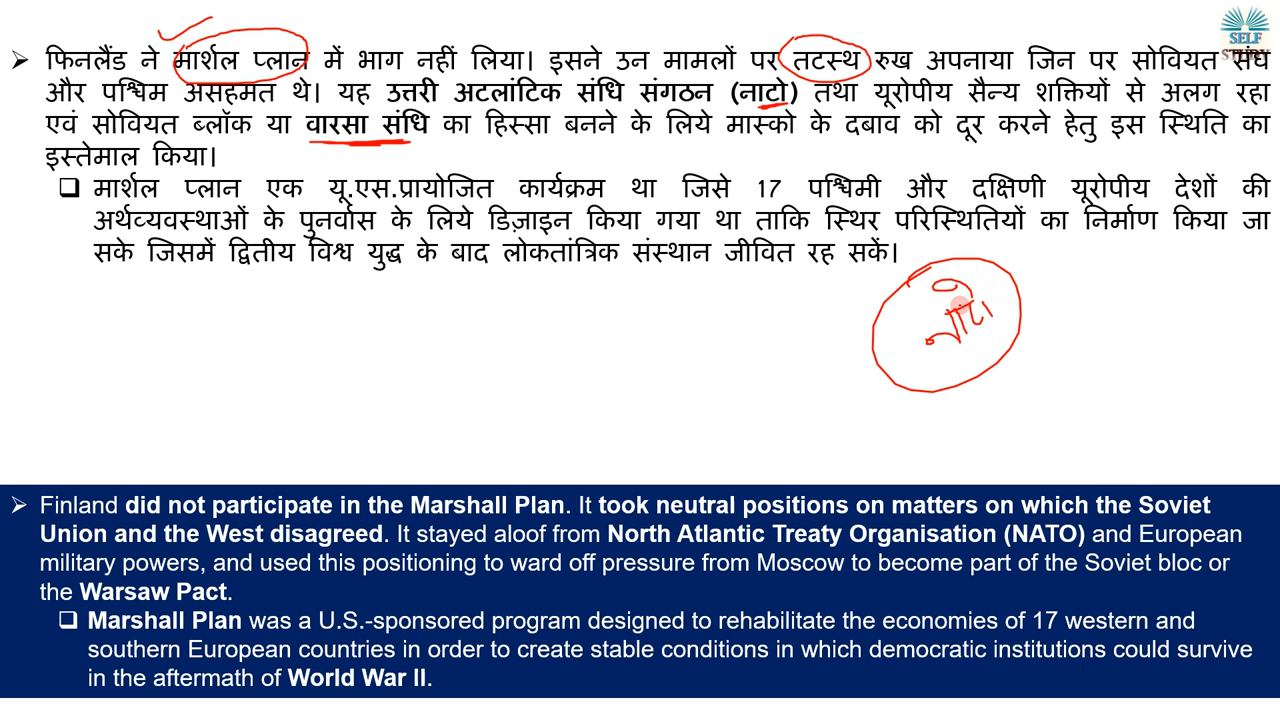 SELF
STUDY
➢ फिनलैंड ने मार्शल प्लान में भाग नहीं लिया। इसने उन मामलों पर तटस्थ रुख अपनाया जिन पर सोवियत संघ
और पश्चिम असहमत थे। यह उत्तरी अटलांटिक संधि संगठन (नाटो) तथा यूरोपीय सैन्य शक्तियों से अलग रहा
एवं सोवियत ब्लॉक या वारसा संधि का हिस्सा बनने के लिये मास्को के दबाव को दूर करने हेतु इस स्थिति का
इस्तेमाल किया।
❑ मार्शल प्लान एक यू.एस.प्रायोजित कार्यक्रम था जिसे 17 पश्चिमी और दक्षिणी यूरोपीय देशों की
अर्थव्यवस्थाओं के पुनर्वास के लिये डिज़ाइन किया गया था ताकि स्थिर परिस्थितियों का निर्माण किया जा
सके जिसमें द्वितीय विश्व युद्ध के बाद लोकतांत्रिक संस्थान जीवित रह सकें।
➢ Finland did not participate in the Marshall Plan. It took neutral positions on matters on which the Soviet
Union and the West disagreed. It stayed aloof from North Atlantic Treaty Organisation (NATO) and European
military powers, and used this positioning to ward off pressure from Moscow to become part of the Soviet bloc or
the Warsaw Pact.
❑ Marshall Plan was a U.S.-sponsored program designed to rehabilitate the economies of 17 western and
southern European countries in order to create stable conditions in which democratic institutions could survive
in the aftermath of World War II.